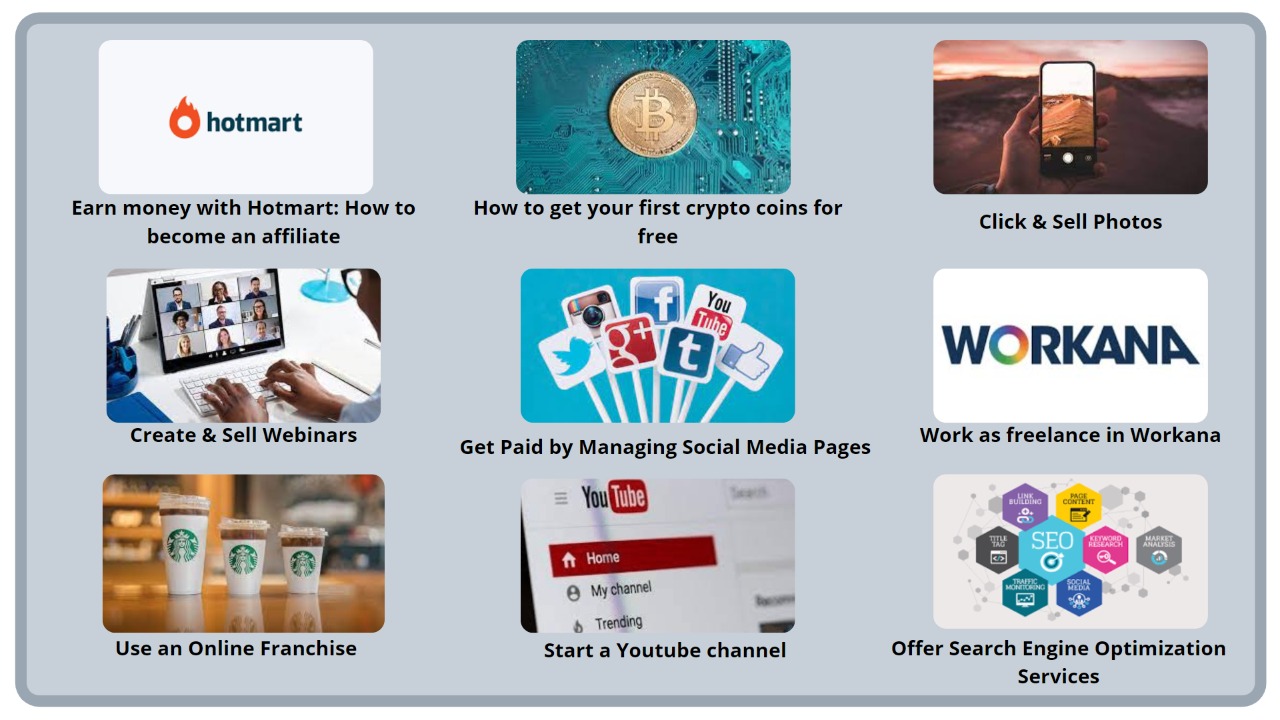 hotmart
Earn money with Hotmart: How to
become an affiliate
How to get your first crypto coins for
free
Click & Sell Photos
Create & Sell Webinars
You
Tube
Get Paid by Managing Social Media Pages
WORKANA
Work as freelance in Workana
Use an Online Franchise
YouTube
Search
Home
My channel
Trending
Start a Youtube channel
LINK
BUILDING
PAGE
CONTENT
TITLE
TAG
SEO
KEYWORD
RESEARCH
MARKET
ANALYSIS
TRAFFIC
MONITORING
SOCIAL
MEDIA
Offer Search Engine Optimization
Services